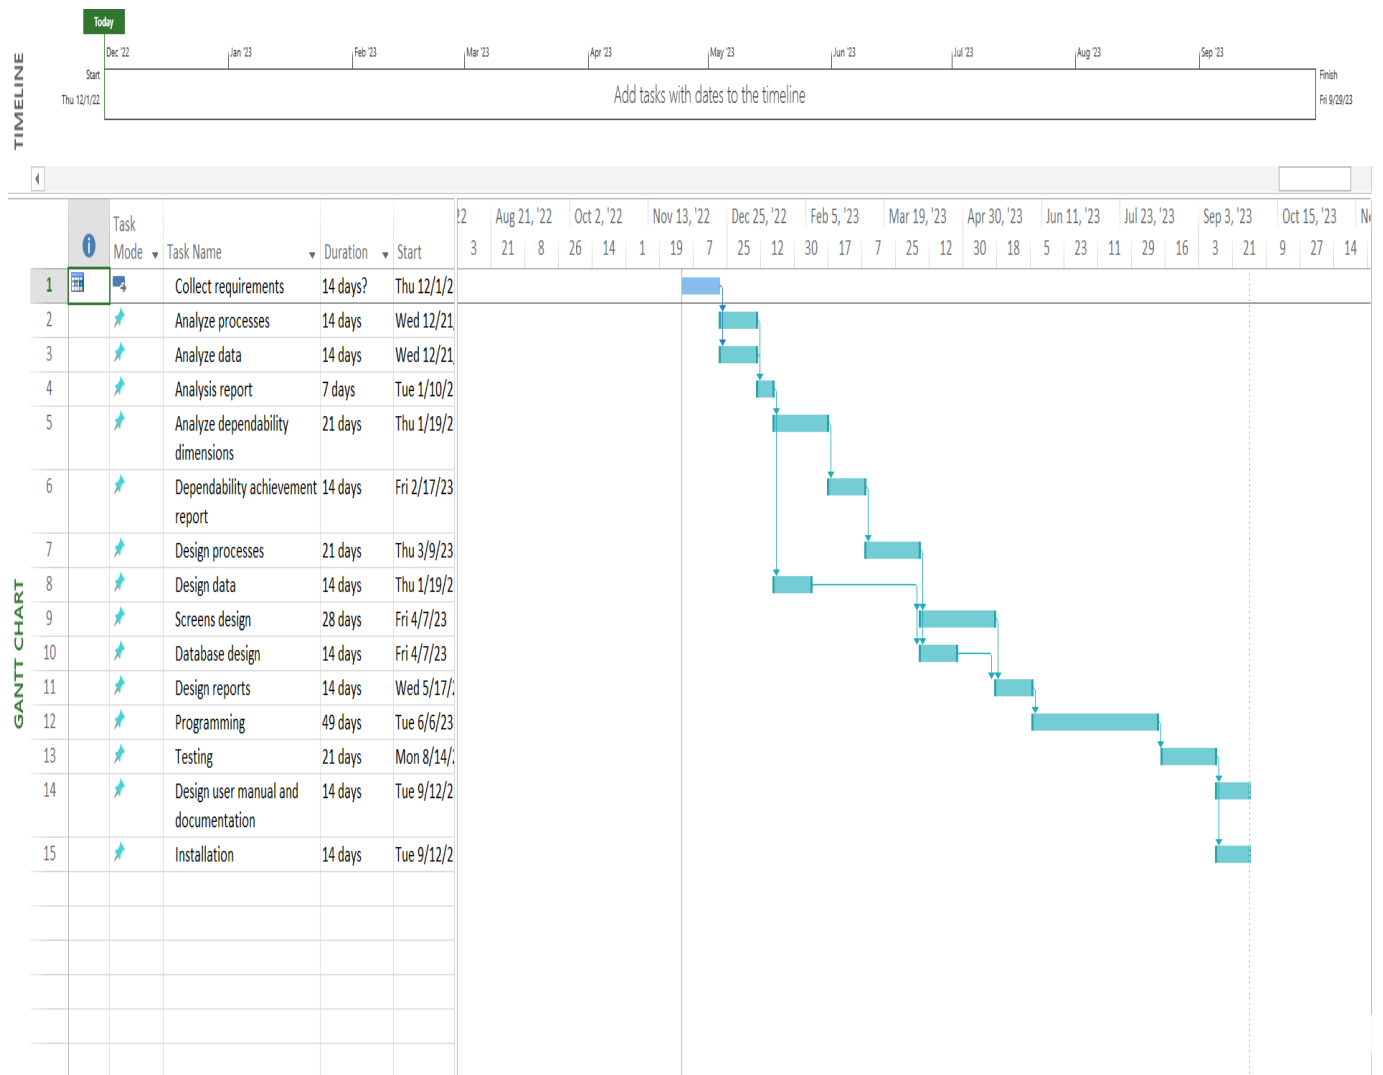 Today
Dec '22 Jan '23 Feb '23 Mar '23 Apr '23 May '23 Jun '23 Jul '23 Aug '23 Sep '23
TIMELINE
Start
Thu 12/1/22
Add tasks with dates to the timeline
Finish
Fri 9/29/23
GANTT CHART
Task
Mode Task Name Duration Start
22 Aug 21, '22 Oct 2, '22 Nov 13, '22 Dec 25, '22 Feb 5, '23 Mar 19, '23 Apr 30, '23 Jun 11, '23 Jul 23, '23 Sep 3, '23 Oct 15, '23 N
3 21 8 26 14 1 19 7 25 12 30 17 7 25 12 30 18 5 23 11 29 16 3 21 9 27 14
1 Collect requirements 14 days? Thu 12/1/2
2 Analyze processes 14 days Wed 12/21,
3 Analyze data 14 days Wed 12/21,
4 Analysis report 7 days Tue 1/10/2
5 Analyze dependability 21 days Thu 1/19/2
dimensions
6 Dependability achievement 14 days Fri 2/17/23
report
7 Design processes 21 days Thu 3/9/23
8 Design data 14 days Thu 1/19/2
9 Screens design 28 days Fri 4/7/23
10 Database design 14 days Fri 4/7/23
11 Design reports 14 days Wed 5/17/
12 Programming 49 days Tue 6/6/23
13 Testing 21 days Mon 8/14/
14 Design user manual and 14 days Tue 9/12/2
documentation
15 Installation 14 days Tue 9/12/2